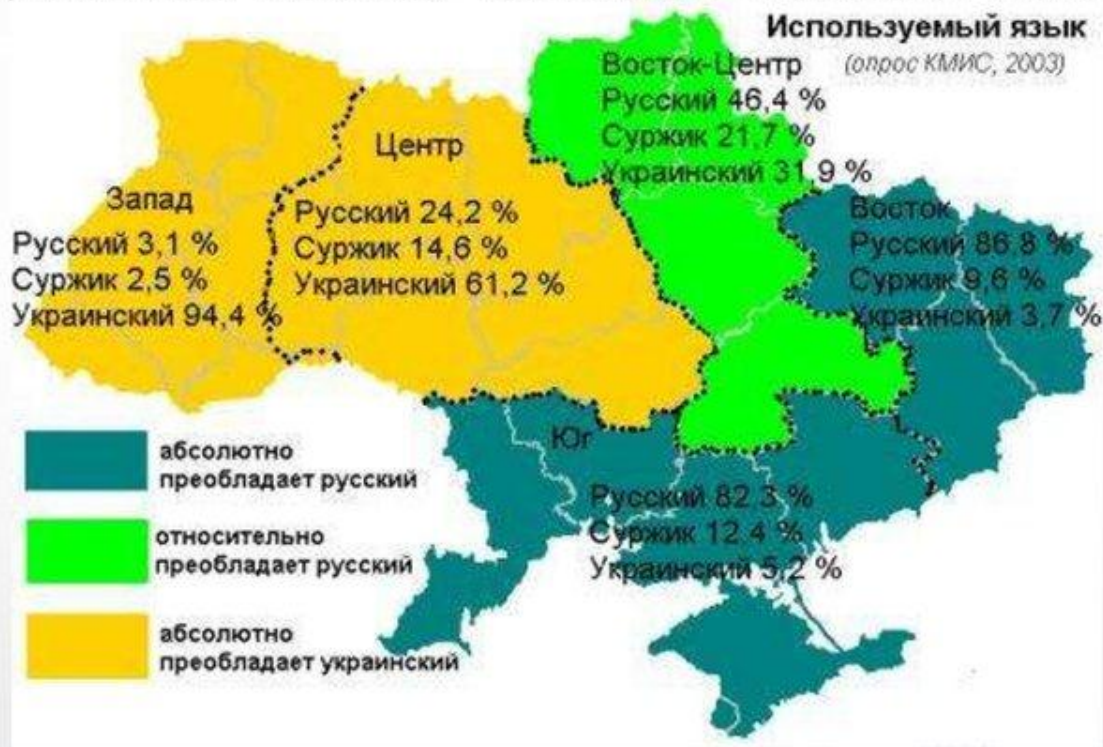 Используемый язык
(опрос КМИС, 2003)
Восток-Центр
Русский 46,4 %
Суржик 21,7 %
Украинский 31,9 %
Центр
Русский 24,2 %
Суржик 14,6 %
Украинский 61,2 %
Запад
Русский 3,1 %
Суржик 2,5 %
Украинский 94,4 %
Восток
Русский 86,8 %
Суржик 9,6 %
Украинский 3,7 %
Юг
Русский 82,3 %
Суржик 12,4 %
Украинский 5,2 %
абсолютно
преобладает русский
относительно
преобладает русский
абсолютно
преобладает украинский